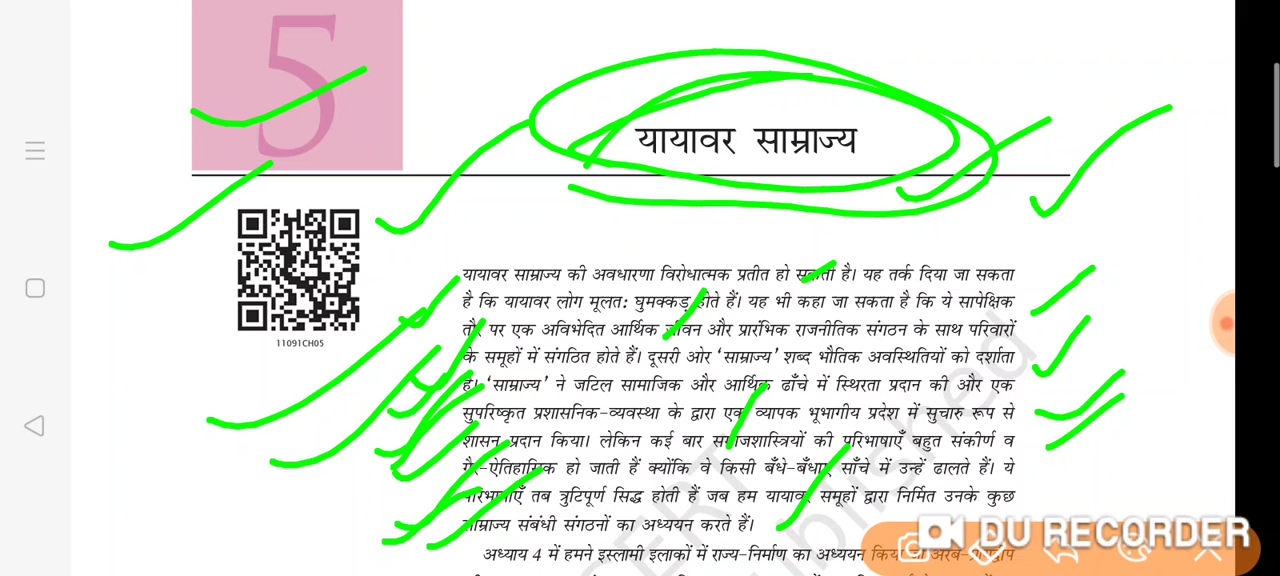 5
यायावर साम्राज्य
11091CH05
यायावर साम्राज्य की अवधारणा विरोधात्मक प्रतीत हो सकती है। यह तर्क दिया जा सकता
है कि यायावर लोग मूलत: घुमक्कड़ होते हैं। यह भी कहा जा सकता है कि ये सापेक्षिक
तौर पर एक अविभेदित आर्थिक जीवन और प्रारंभिक राजनीतिक संगठन के साथ परिवारों
के समूहों में संगठित होते हैं। दूसरी ओर ‘साम्राज्य’ शब्द भौतिक अवस्थितियों को दर्शाता
है। ‘साम्राज्य’ ने जटिल सामाजिक और आर्थिक ढाँचे में स्थिरता प्रदान की और एक
सुपरिष्कृत प्रशासनिक-व्यवस्था के द्वारा एक व्यापक भूभागीय प्रदेश में सुचारु रूप से
शासन प्रदान किया। लेकिन कई बार समाजशास्त्रियों की परिभाषाएँ बहुत संकीर्ण व
गैर-ऐतिहासिक हो जाती हैं क्योंकि वे किसी बँधे-बँधाए साँचे में उन्हें ढालते हैं। ये
परिभाषाएँ तब त्रुटिपूर्ण सिद्ध होती हैं जब हम यायावर समूहों द्वारा निर्मित उनके कुछ
साम्राज्य संबंधी संगठनों का अध्ययन करते हैं।
अध्याय 4 में हमने इस्लामी इलाकों में राज्य-निर्माण का अध्ययन किया
DU RECORDER